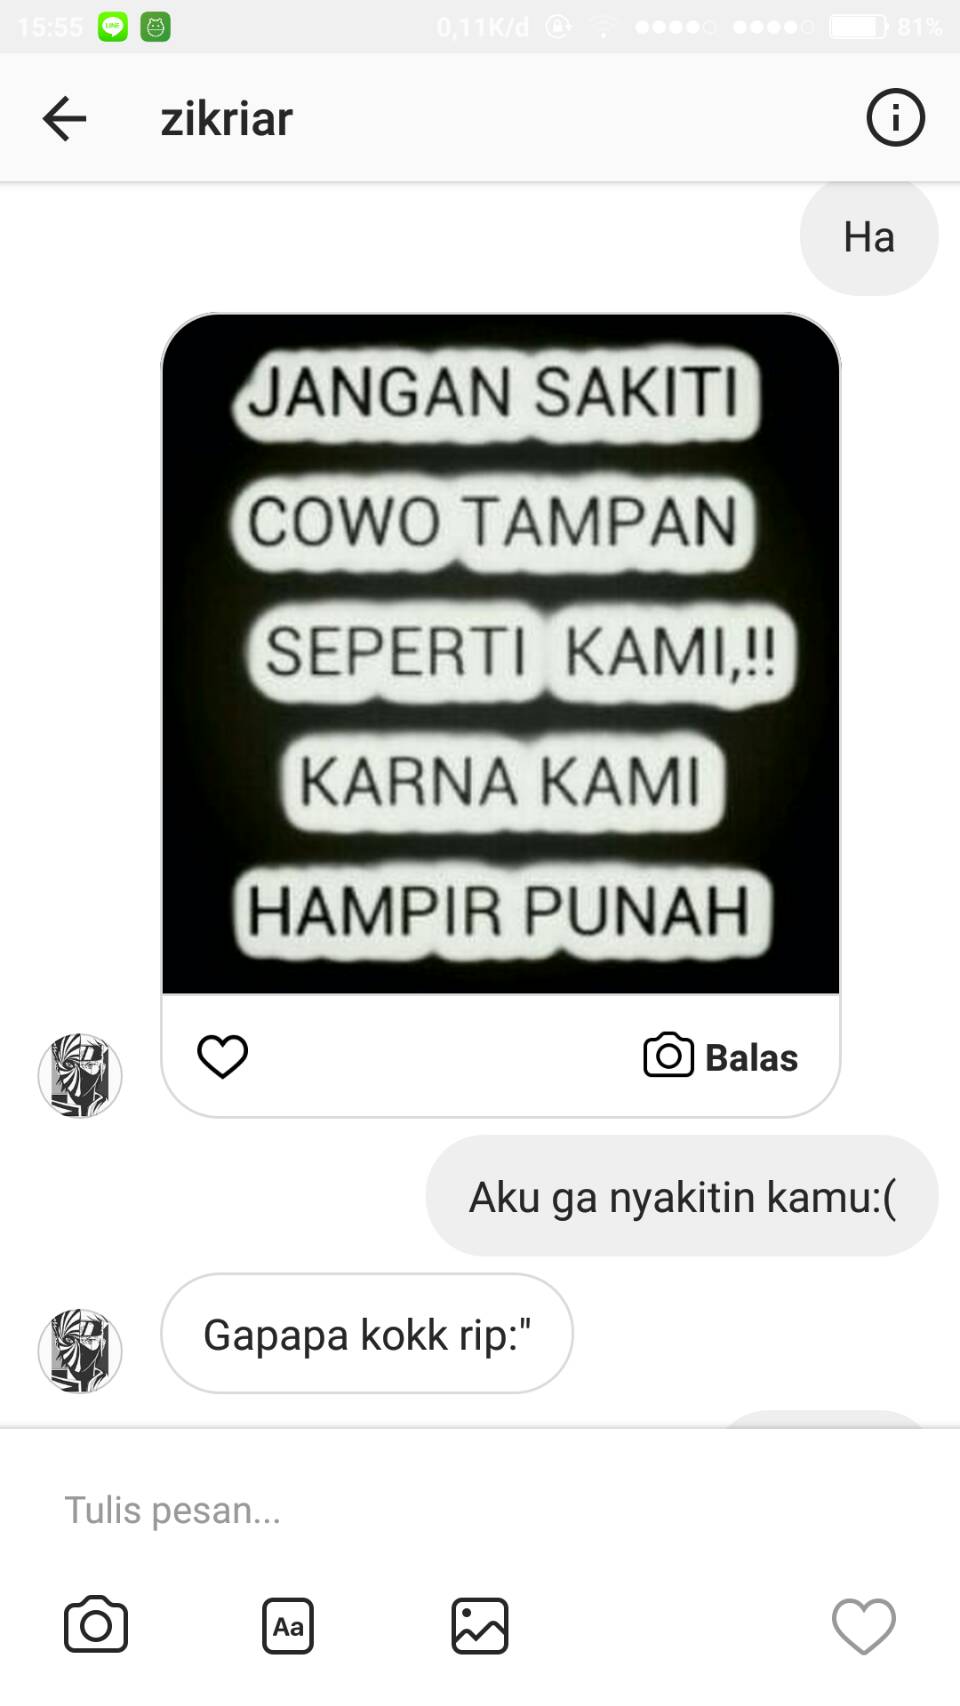 15:55 LINE 0,11K/d 81%
zikriar
Ha
JANGAN SAKITI
COWO TAMPAN
SEPERTI KAMI,!!
KARNA KAMI
HAMPIR PUNAH
Balas
Aku ga nyakitin kamu:(
Gapapa kokk rip:"
Tulis pesan...
Aa